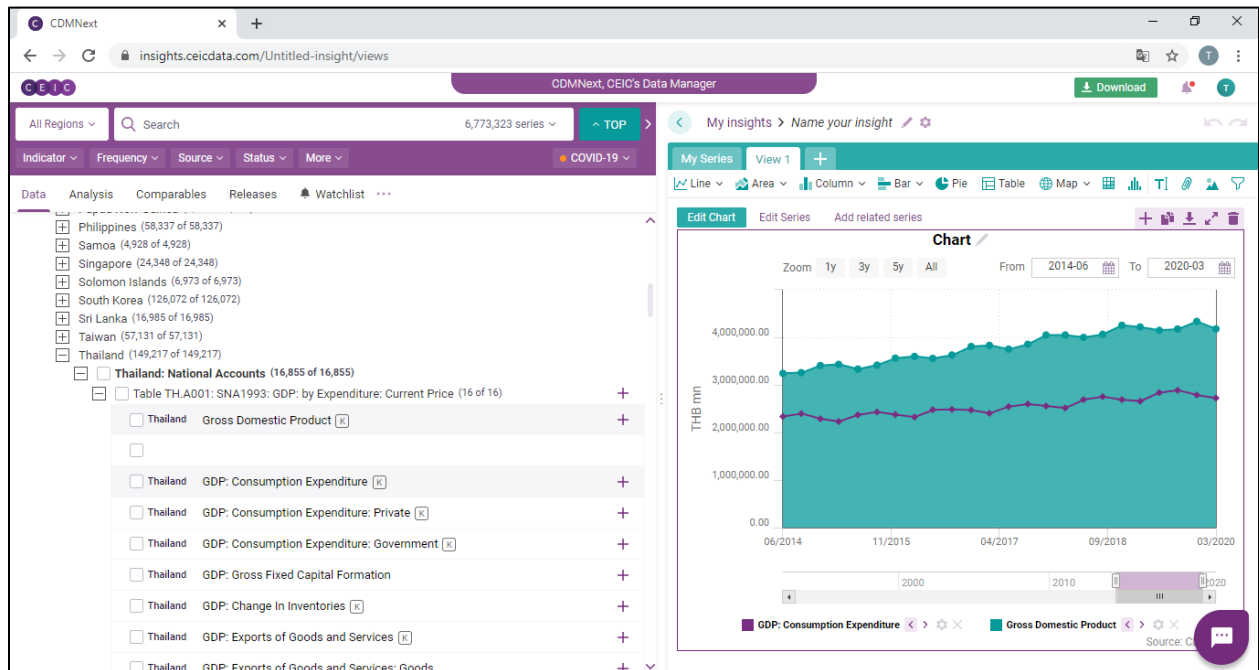 CDMNext
insights.ceicdata.com/Untitled-insight/views
T
CEIC
CDMNext, CEIC's Data Manager
Download
T
All Regions
Search
6,773,323 series
TOP
Indicator
Frequency
Source
Status
More
COVID-19
Data
Analysis
Comparables
Releases
Watchlist
Philippines (58,337 of 58,337)
Samoa (4,928 of 4,928)
Singapore (24,348 of 24,348)
Solomon Islands (6,973 of 6,973)
South Korea (126,072 of 126,072)
Sri Lanka (16,985 of 16,985)
Taiwan (57,131 of 57,131)
Thailand (149,217 of 149,217)
Thailand: National Accounts (16,855 of 16,855)
Table TH.A001: SNA1993: GDP: by Expenditure: Current Price (16 of 16)
Thailand Gross Domestic Product K
Thailand GDP: Consumption Expenditure K
Thailand GDP: Consumption Expenditure: Private K
Thailand GDP: Consumption Expenditure: Government K
Thailand GDP: Gross Fixed Capital Formation
Thailand GDP: Change In Inventories K
Thailand GDP: Exports of Goods and Services K
Thailand GDP: Exports of Goods and Services: Goods
My insights > Name your insight
My Series
View 1
Line
Area
Column
Bar
Pie
Table
Map
Edit Chart
Edit Series
Add related series
Chart
Zoom 1y 3y 5y All From 2014-06 To 2020-03
THB mn
4,000,000.00
3,000,000.00
2,000,000.00
1,000,000.00
0.00
06/2014 11/2015 04/2017 09/2018 03/2020
2000 2010 2020
GDP: Consumption Expenditure
Gross Domestic Product
Source: